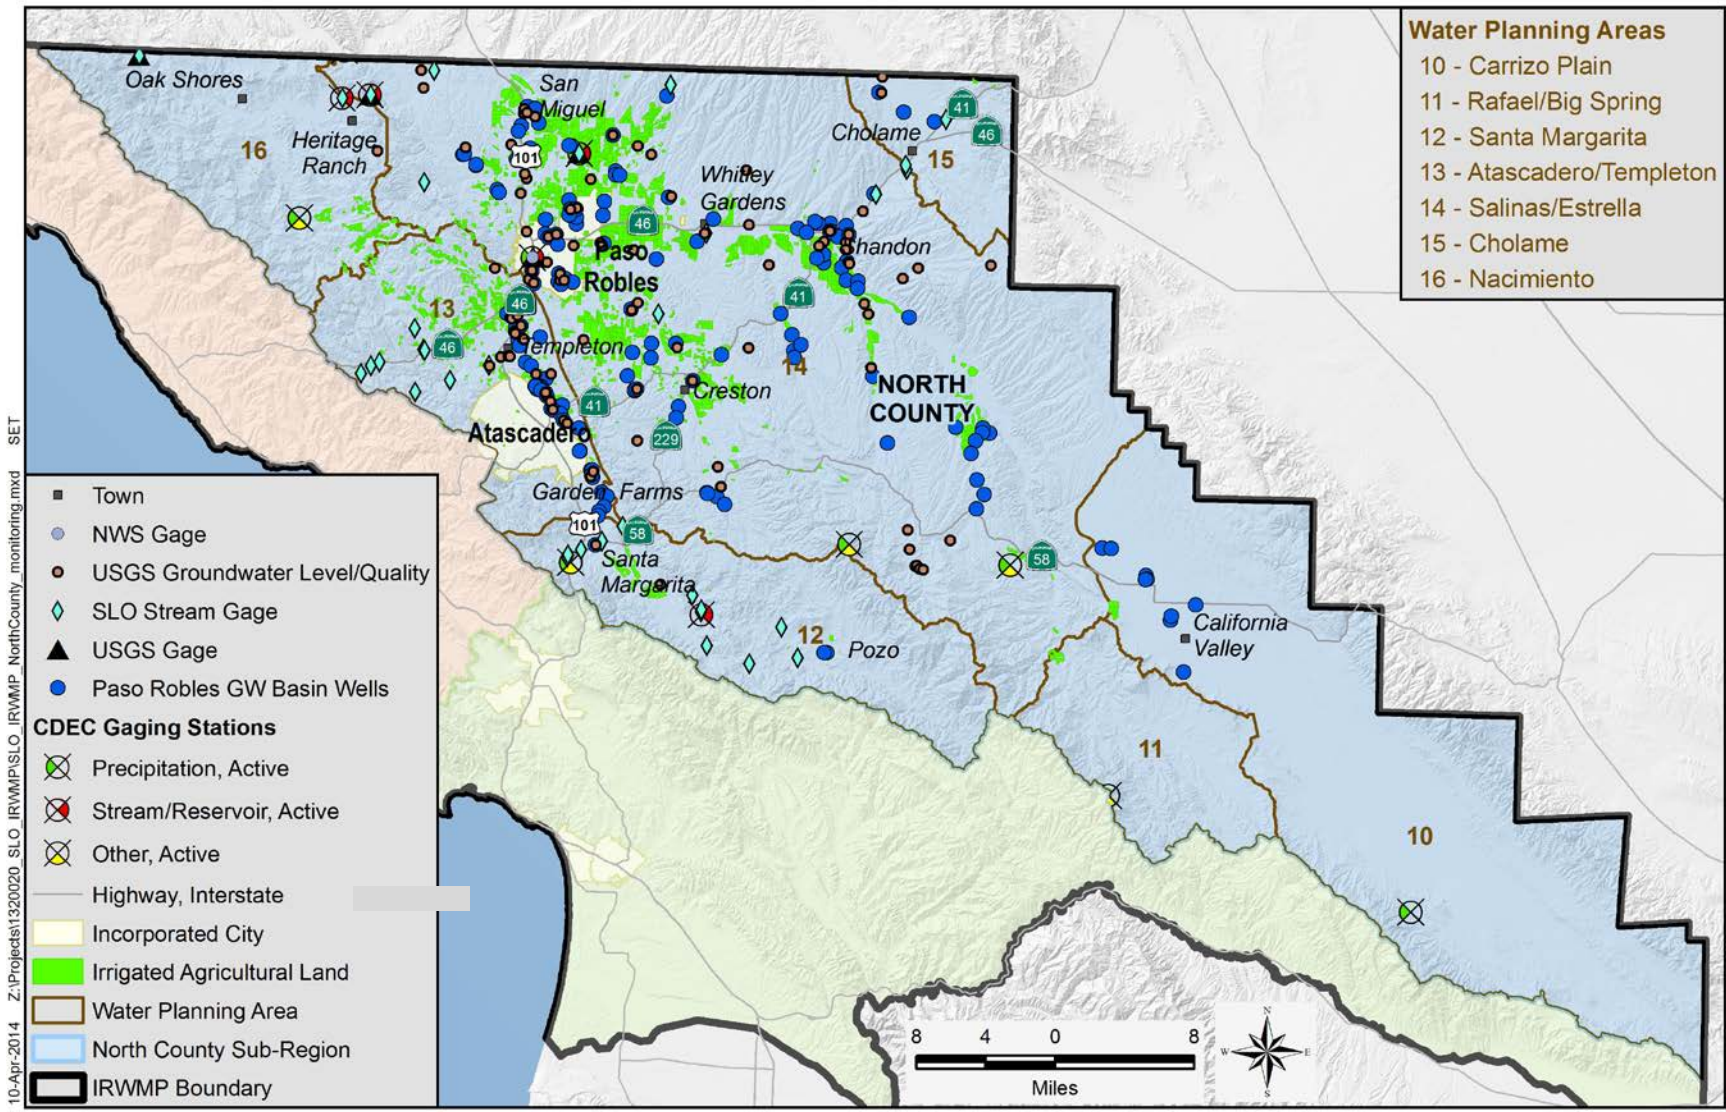 Water Planning Areas
10 - Carrizo Plain
11 - Rafael/Big Spring
12 - Santa Margarita
13 - Atascadero/Templeton
14 - Salinas/Estrella
15 - Cholame
16 - Nacimiento
Oak Shores
San
Miguel
41
Cholame
46
Heritage
Ranch
16
101
15
Whitley
Gardens
46
Shandon
Paso
Robles
41
13
46
46
Templeton
14
NORTH
COUNTY
Creston
41
Atascadero
229
Garden Farms
101
58
Santa
Margarita
58
California
Valley
12
Pozo
11
10
Town
NWS Gage
USGS Groundwater Level/Quality
SLO Stream Gage
USGS Gage
Paso Robles GW Basin Wells
CDEC Gaging Stations
Precipitation, Active
Stream/Reservoir, Active
Other, Active
Highway, Interstate
Incorporated City
Irrigated Agricultural Land
Water Planning Area
North County Sub-Region
IRWMP Boundary
8 4 0 8
Miles
N
W E
S
10-Apr-2014 Z:\Projects\1320020_SLO_IRWMP\SLO_IRWMP_NorthCounty_monitoring.mxd SET